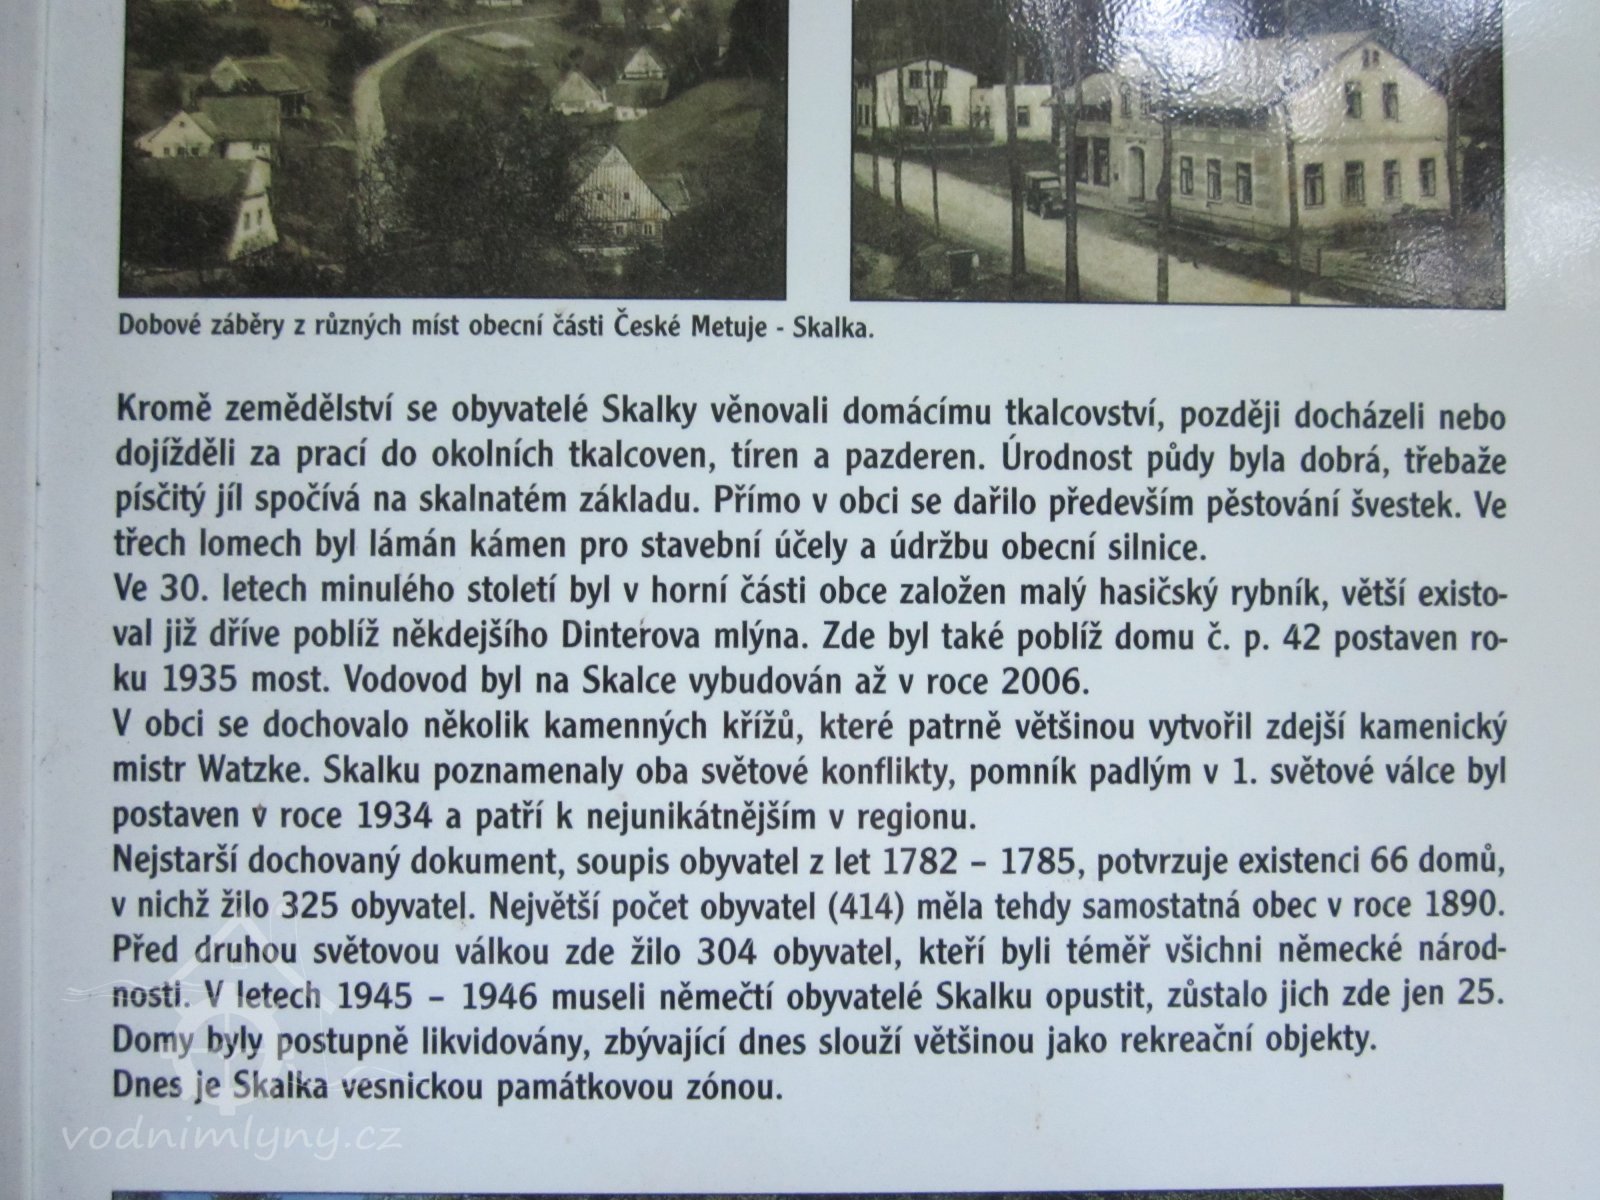 Dobové záběry z různých míst obecní části České Metuje - Skalka.
Kromě zemědělství se obyvatelé Skalky věnovali domácímu tkalcovství, později docházeli nebo
dojížděli za prací do okolních tkalcoven, tíren a pazderen. Úrodnost půdy byla dobrá, třebaže
písčitý jíl spočívá na skalnatém základu. Přímo v obci se dařilo především pěstování švestek. Ve
třech lomech byl lámán kámen pro stavební účely a údržbu obecní silnice.
Ve 30. letech minulého století byl v horní části obce založen malý hasičský rybník, větší existo-
val již dříve poblíž někdejšího Dinterova mlýna. Zde byl také poblíž domu č. p. 42 postaven ro-
ku 1935 most. Vodovod byl na Skalce vybudován až v roce 2006.
V obci se dochovalo několik kamenných křížů, které patrně většinou vytvořil zdejší kamenický
mistr Watzke. Skalku poznamenaly oba světové konflikty, pomník padlým v 1. světové válce byl
postaven v roce 1934 a patří k nejunikátnějším v regionu.
Nejstarší dochovaný dokument, soupis obyvatel z let 1782 – 1785, potvrzuje existenci 66 domů,
v nichž žilo 325 obyvatel. Největší počet obyvatel (414) měla tehdy samostatná obec v roce 1890.
Před druhou světovou válkou zde žilo 304 obyvatel, kteří byli téměř všichni německé národ-
nosti. V letech 1945 – 1946 museli němečtí obyvatelé Skalku opustit, zůstalo jich zde jen 25.
Domy byly postupně likvidovány, zbývající dnes slouží většinou jako rekreační objekty.
Dnes je Skalka vesnickou památkovou zónou.
vodnimlyny.cz